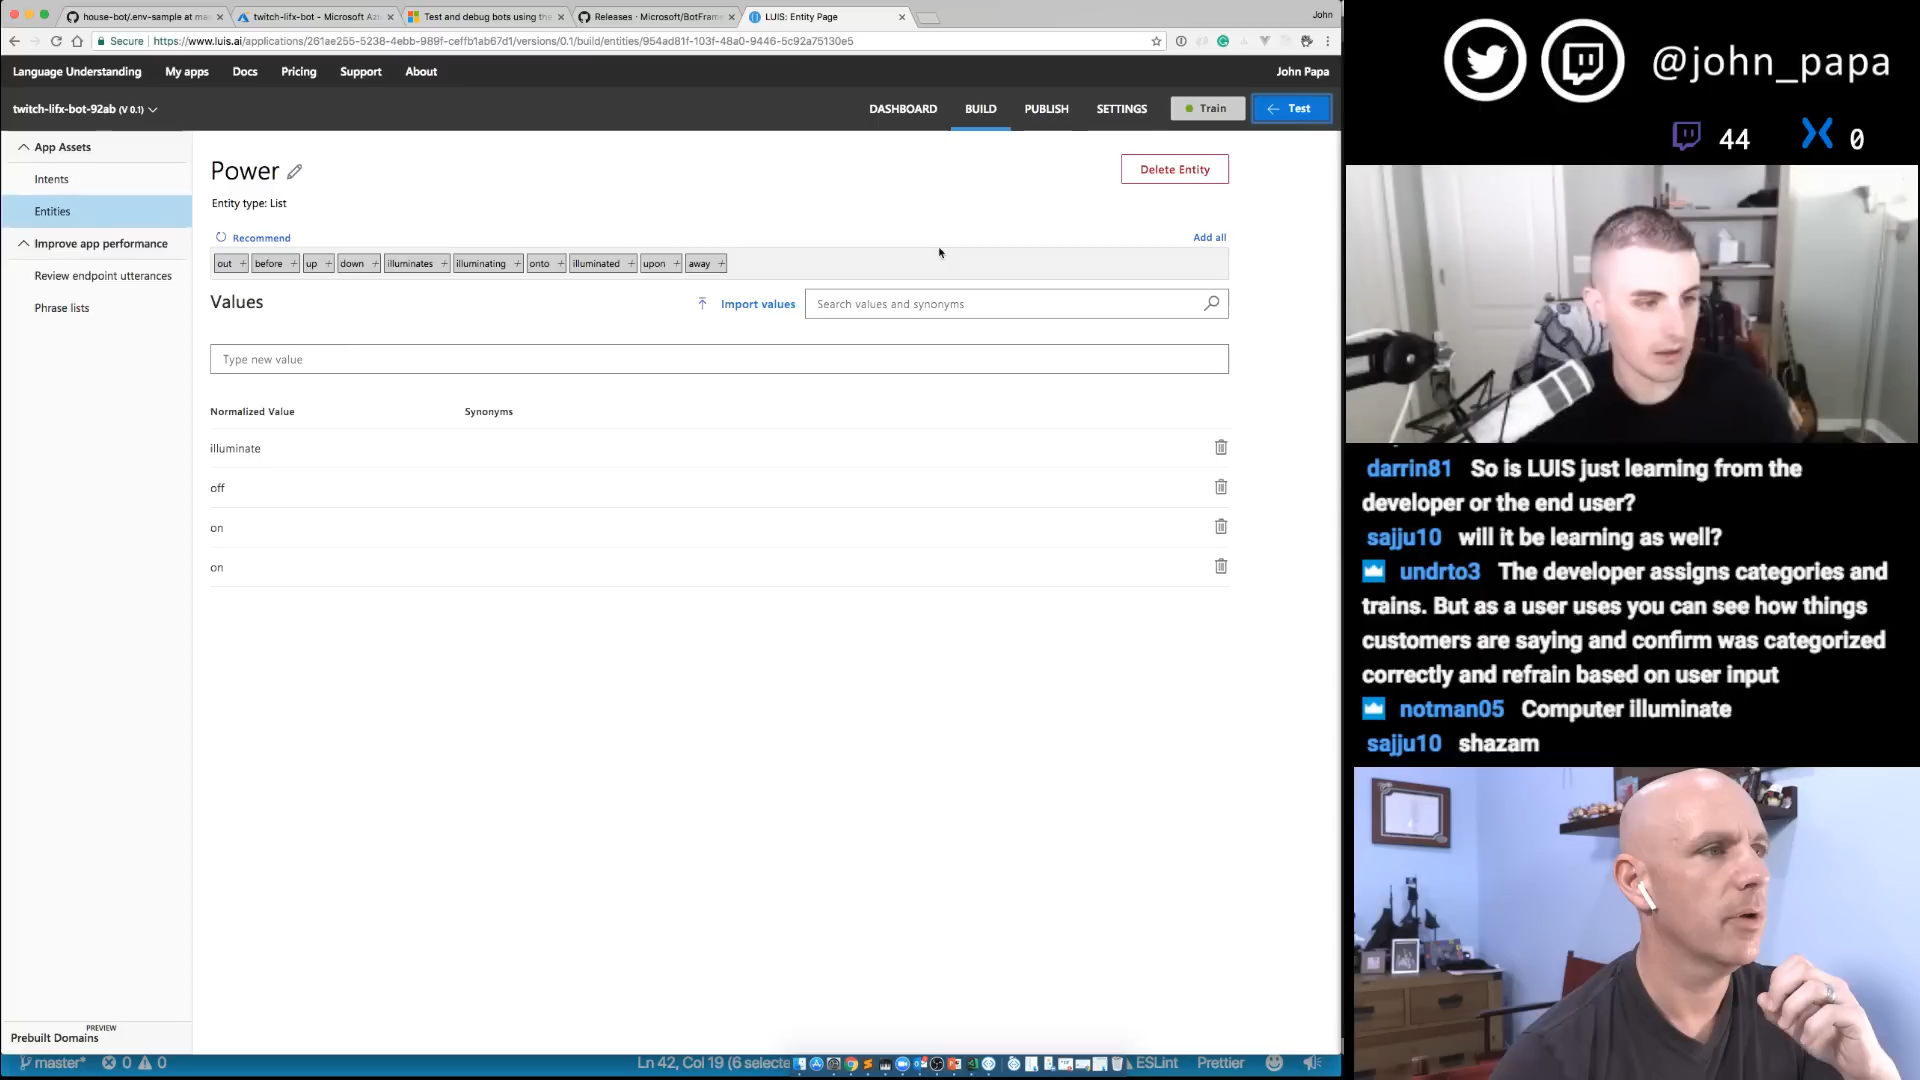 house-bot/.env-sample at ma
twitch-lifx-bot - Microsoft Az
Test and debug bots using the
Releases · Microsoft/BotFram
LUIS: Entity Page
John
Secure
https://www.luis.ai/applications/261ae255-5238-4ebb-989f-ceffb1ab67d1/versions/0.1/build/entities/954ad81f-103f-48a0-9446-5c92a75130e5
Language Understanding
My apps
Docs
Pricing
Support
About
John Papa
twitch-lifx-bot-92ab (V 0.1)
DASHBOARD
BUILD
PUBLISH
SETTINGS
Train
Test
App Assets
Intents
Entities
Improve app performance
Review endpoint utterances
Phrase lists
PREVIEW
Prebuilt Domains
Power
Delete Entity
Entity type: List
Recommend
Add all
out +
before +
up +
down +
illuminates +
illuminating +
onto +
illuminated +
upon +
away +
Values
Import values
Search values and synonyms
Type new value
Normalized Value
Synonyms
illuminate
off
on
on
master*
0
0
Ln 42, Col 19 (6 selecte
ESLint
Prettier
@john_papa
44
0
darrin81 So is LUIS just learning from the
developer or the end user?
sajju10 will it be learning as well?
undrto3 The developer assigns categories and
trains. But as a user uses you can see how things
customers are saying and confirm was categorized
correctly and refrain based on user input
notman05 Computer illuminate
sajju10 shazam